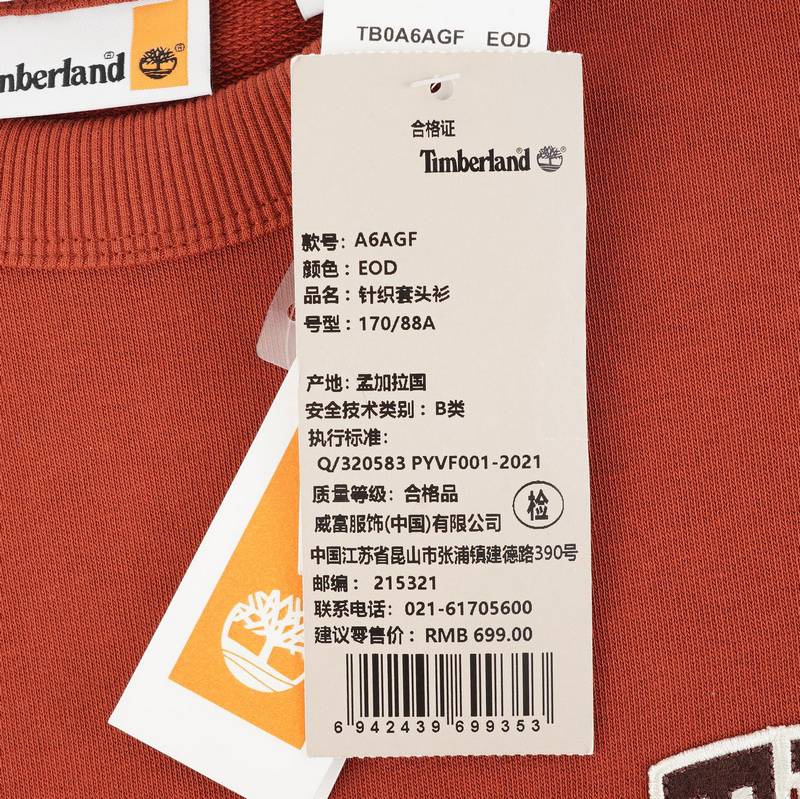 TB0A6AGF EOD
Timberland
合格证
Timberland
款号: A6AGF
颜色: EOD
品名: 针织套头衫
号型: 170/88A
产地: 孟加拉国
安全技术类别: B类
执行标准:
Q/320583 PYVF001-2021
质量等级: 合格品
检
威富服饰(中国)有限公司
中国江苏省昆山市张浦镇建德路390号
邮编: 215321
联系电话: 021-61705600
建议零售价: RMB 699.00
6 942439 699353